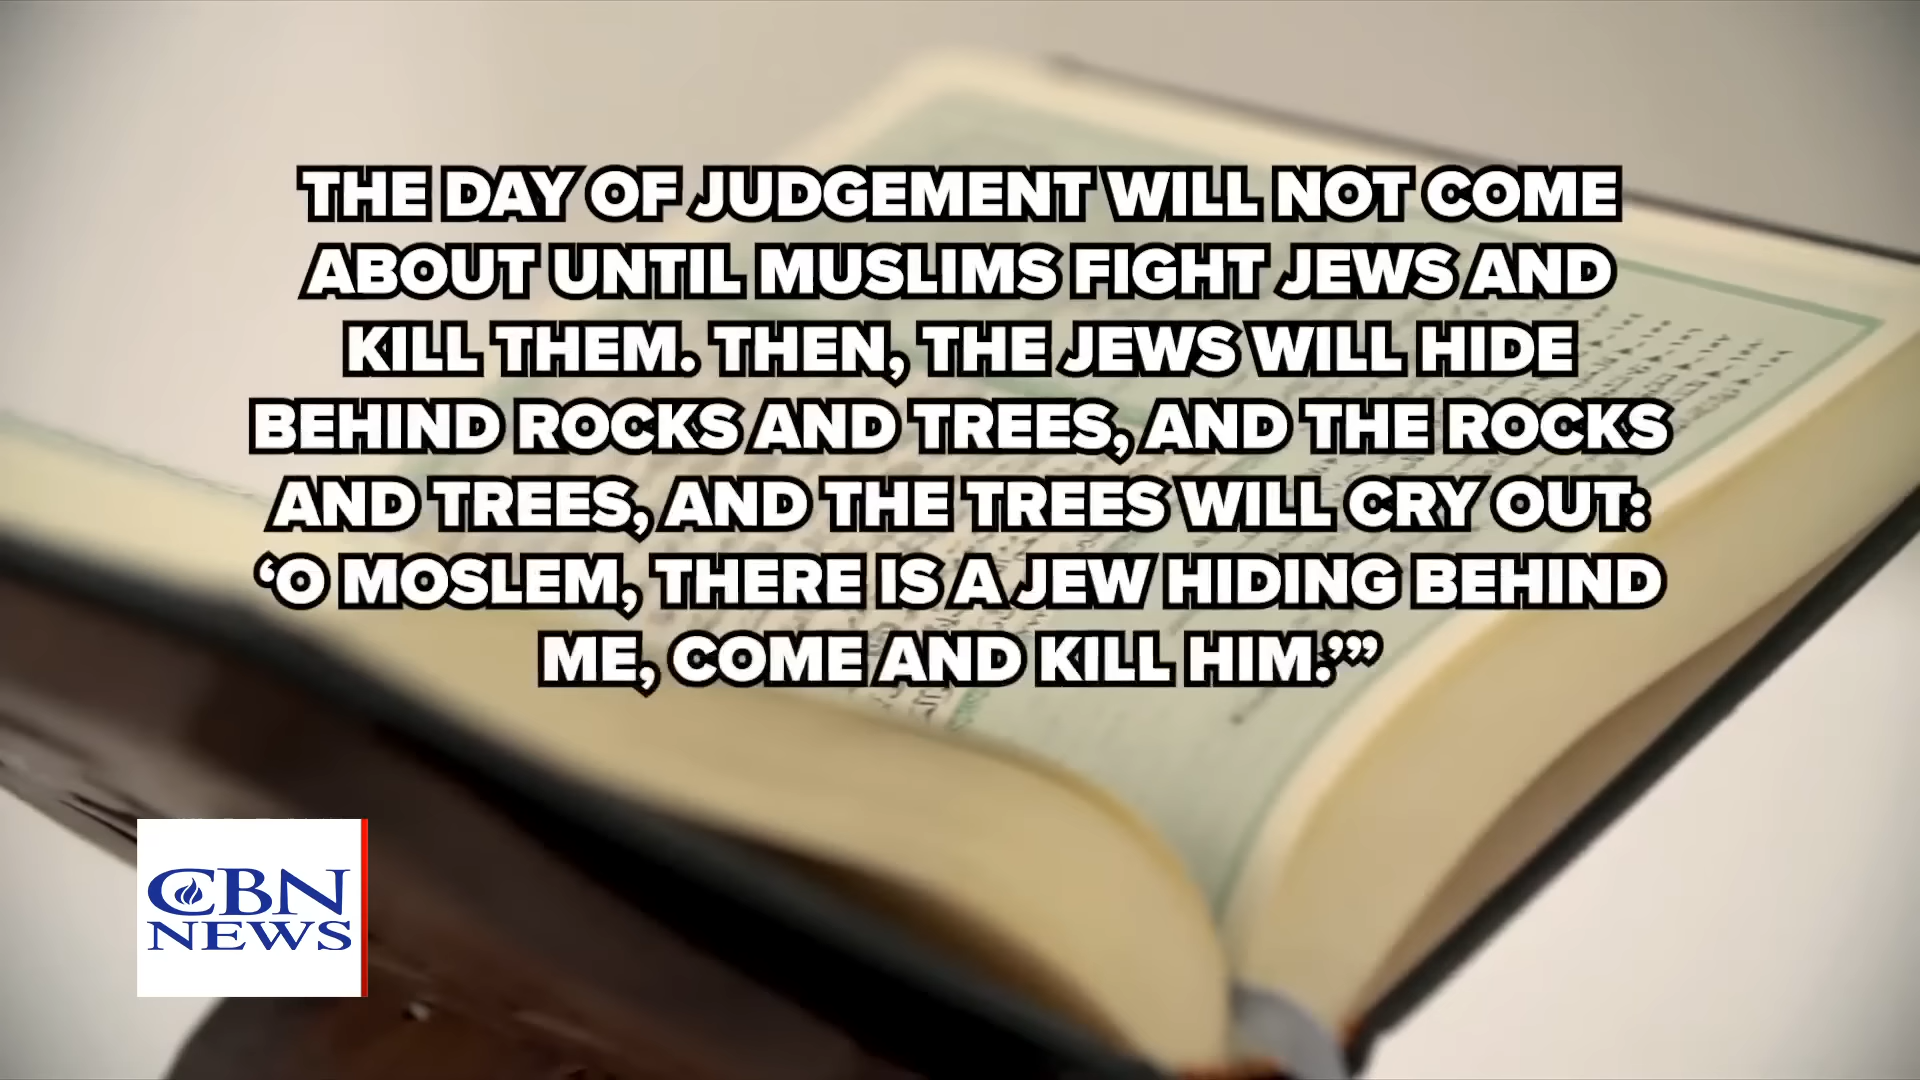 THE DAY OF JUDGEMENT WILL NOT COME
ABOUT UNTIL MUSLIMS FIGHT JEWS AND
KILL THEM. THEN, THE JEWS WILL HIDE
BEHIND ROCKS AND TREES, AND THE ROCKS
AND TREES, AND THE TREES WILL CRY OUT:
‘O MOSLEM, THERE IS A JEW HIDING BEHIND
ME, COME AND KILL HIM.’”
CBN
NEWS